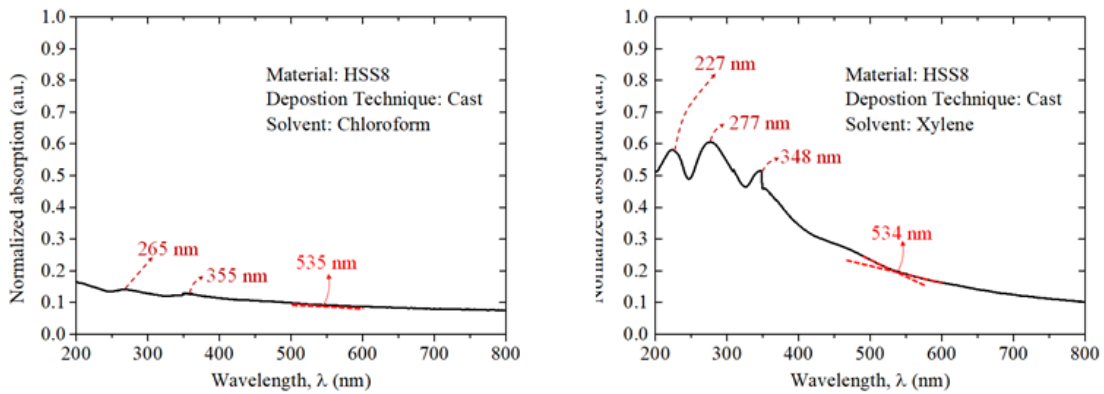 Normalized absorption (a.u.)
1.0
0.9
0.8
0.7
0.6
0.5
0.4
0.3
0.2
0.1
0.0
Material: HSS8
Depostion Technique: Cast
Solvent: Chloroform
265 nm
355 nm
535 nm
200 300 400 500 600 700 800
Wavelength, λ (nm)
Normalized absorption (a.u.)
1.0
0.9
0.8
0.7
0.6
0.5
0.4
0.3
0.2
0.1
0.0
227 nm
Material: HSS8
Depostion Technique: Cast
Solvent: Xylene
277 nm
348 nm
534 nm
200 300 400 500 600 700 800
Wavelength, λ (nm)